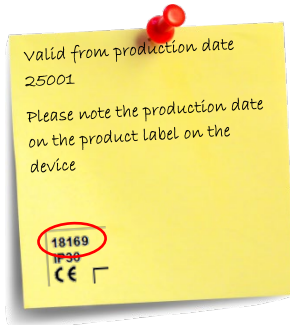 Valid from production date
25001
Please note the production date
on the product label on the
device
18169
IP30
CE